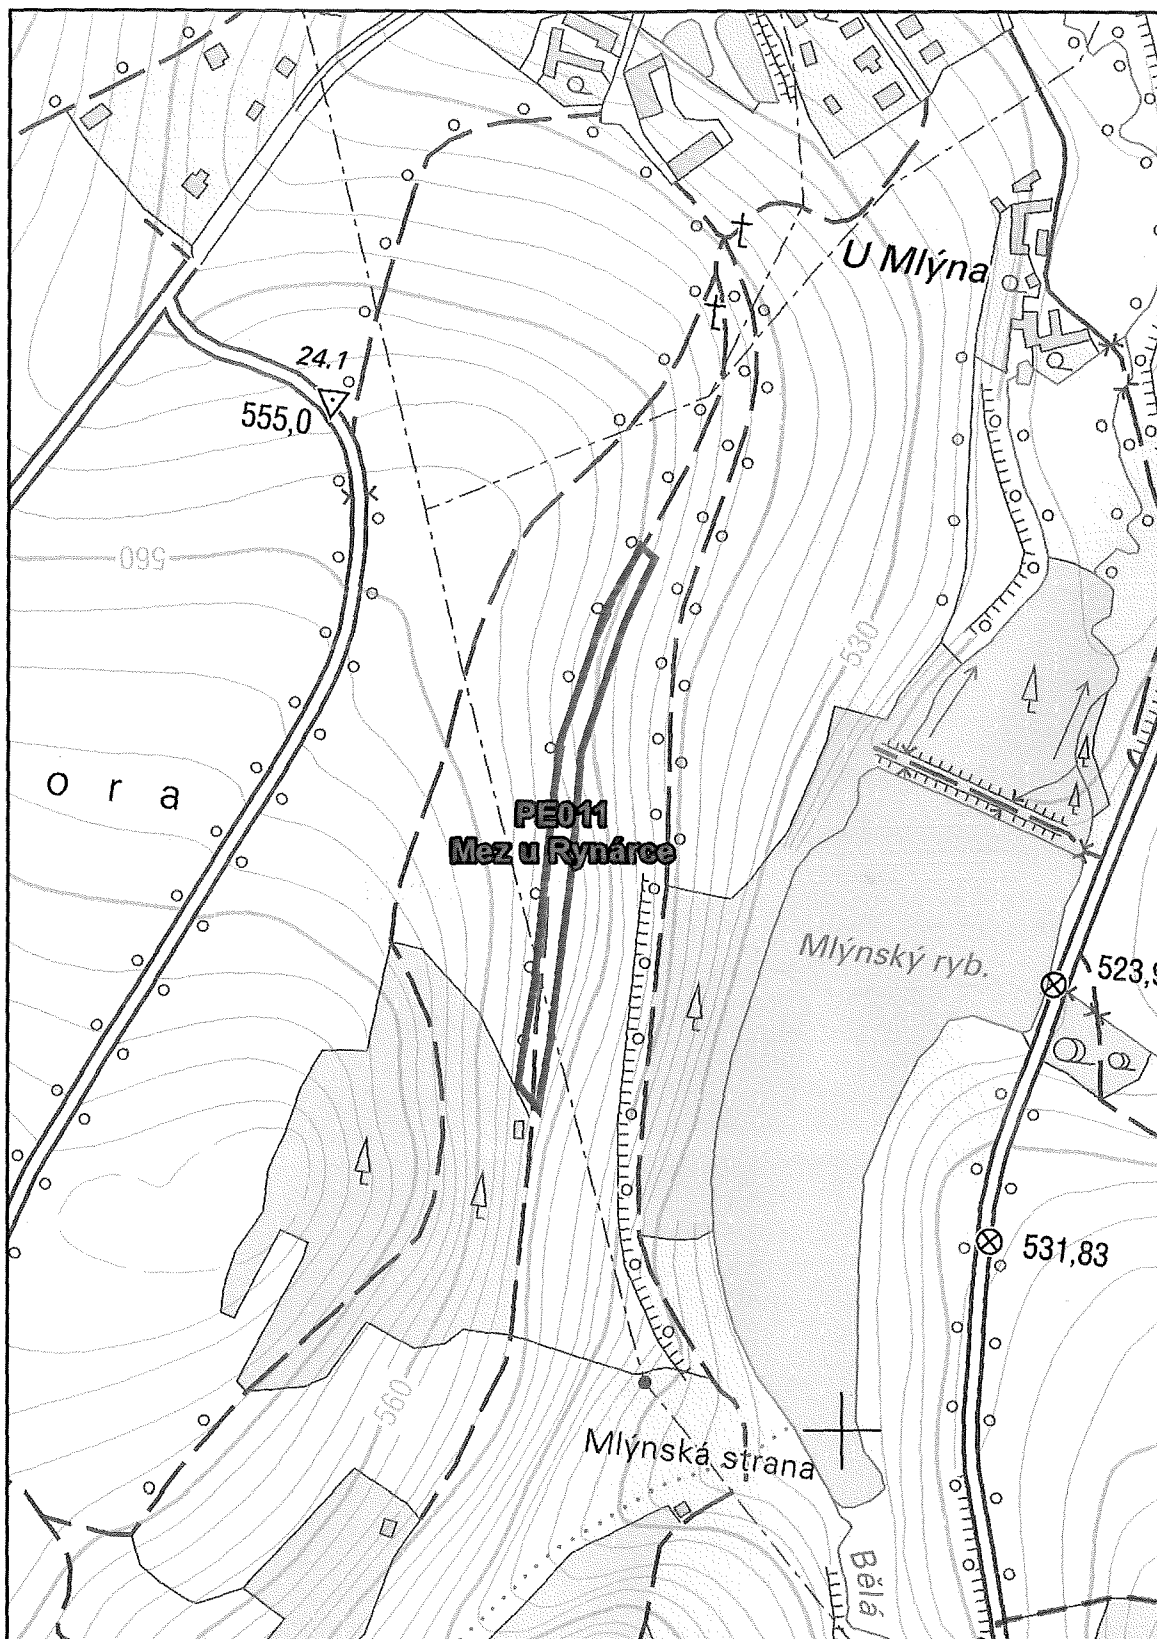 U Mlýna
24.1
555,0
560
530
o r a
PE011
Mez u Rynárce
Mlýnský ryb.
523,9
531,83
560
Mlýnská strana
Bělá